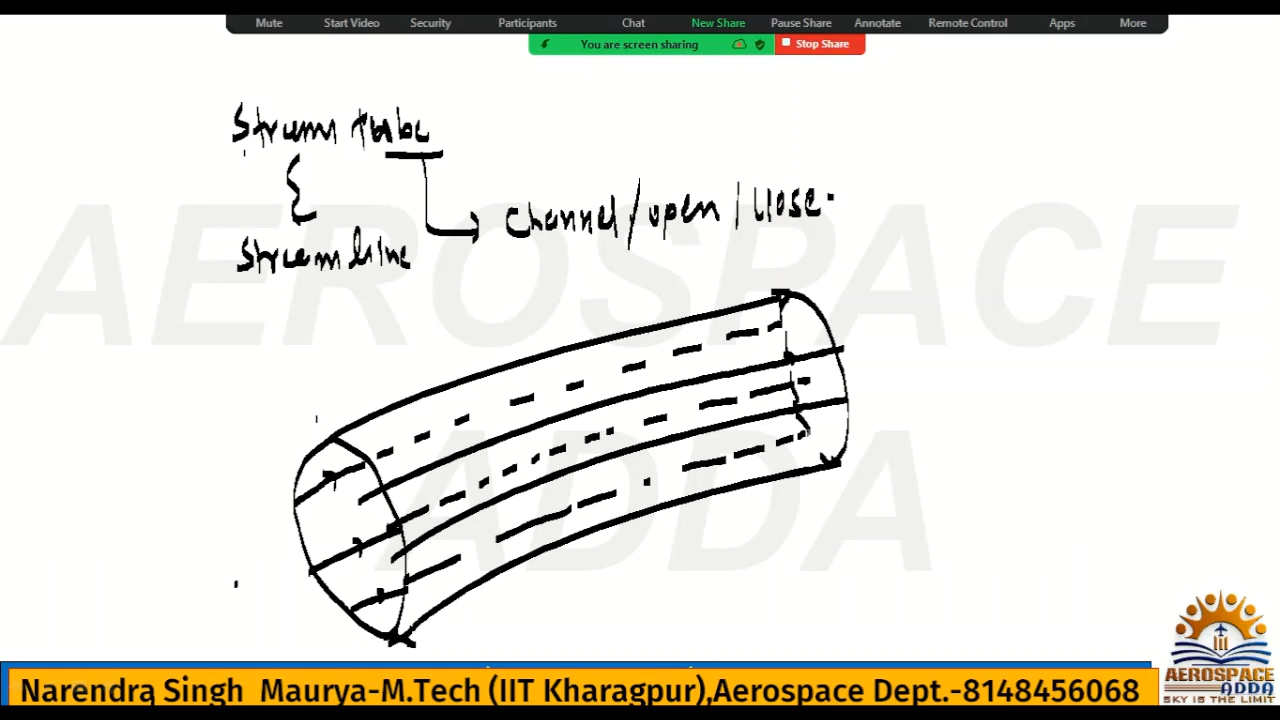 Mute Start Video Security Participants Chat New Share Pause Share Annotate Remote Control Apps More
You are screen sharing Stop Share
Stream tube
Channel/open/close.
Streamline
AEROSPACE
ADDA
AEROSPACE
ADDA
SKY IS THE LIMIT
Narendra Singh Maurya-M.Tech (IIT Kharagpur),Aerospace Dept.-8148456068